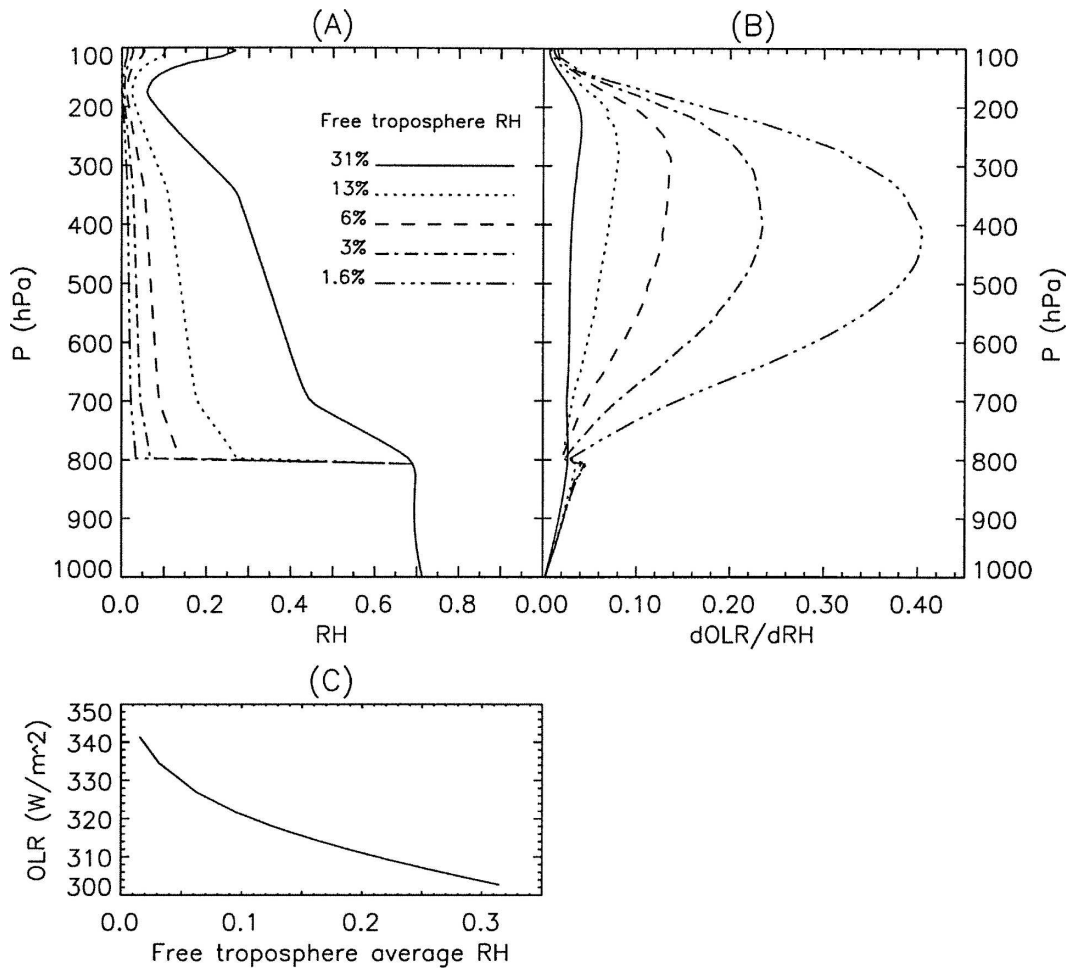 (A)
(B)
100
200
300
400
500
600
700
800
900
1000
P (hPa)
0.0 0.2 0.4 0.6 0.8
RH
Free troposphere RH
31%
13%
6%
3%
1.6%
0.00 0.10 0.20 0.30 0.40
dOLR/dRH
100
200
300
400
500
600
700
800
900
1000
P (hPa)
(C)
350
340
330
320
310
300
OLR (W/m^2)
0.0 0.1 0.2 0.3
Free troposphere average RH